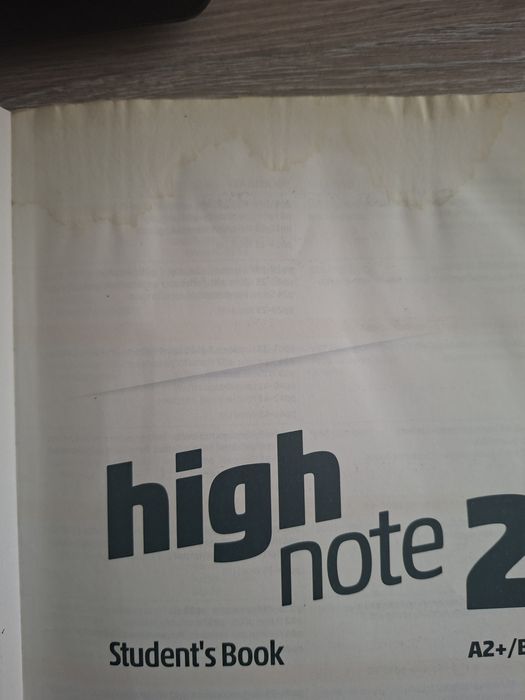 high
note 2
Student's Book A2+/